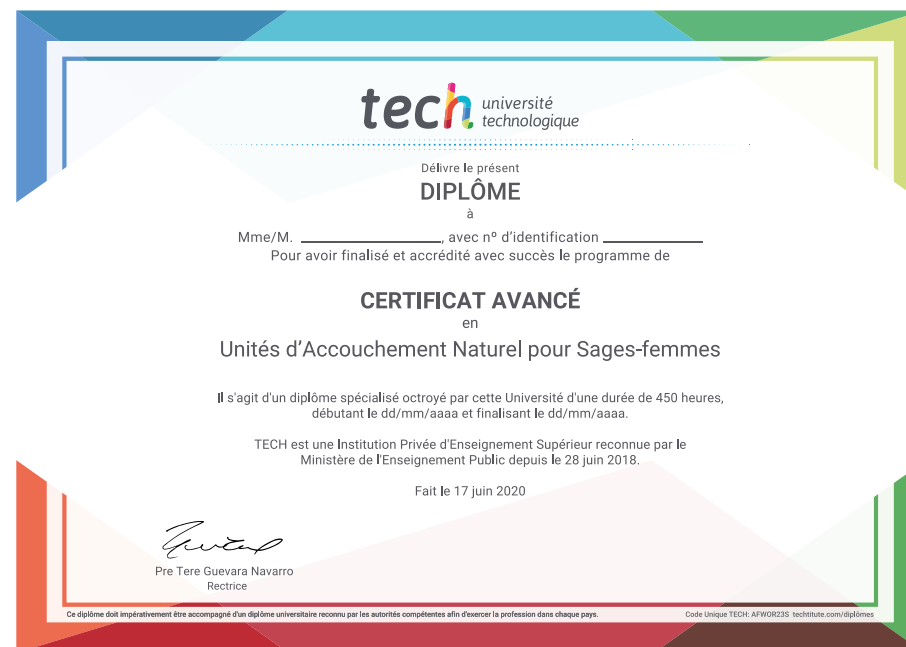 tech université
technologique
Délivre le présent
DIPLÔME
à
Mme/M. ____________________, avec nº d'identification ______________
Pour avoir finalisé et accrédité avec succès le programme de
CERTIFICAT AVANCÉ
en
Unités d'Accouchement Naturel pour Sages-femmes
Il s'agit d'un diplôme spécialisé octroyé par cette Université d'une durée de 450 heures,
débutant le dd/mm/aaaa et finalisant le dd/mm/aaaa.
TECH est une Institution Privée d'Enseignement Supérieur reconnue par le
Ministère de l'Enseignement Public depuis le 28 juin 2018.
Fait le 17 juin 2020
Pre Tere Guevara Navarro
Rectrice
Ce diplôme doit impérativement être accompagné d'un diplôme universitaire reconnu par les autorités compétentes afin d'exercer la profession dans chaque pays.
Code Unique TECH: AFWOR23S techtitute.com/diplômes